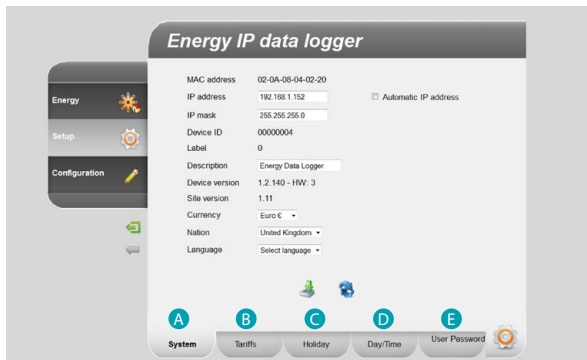 Energy IP data logger
MAC address 02-0A-08-04-02-20
IP address 192.168.1.152 Automatic IP address
IP mask 255.255.255.0
Device ID 00000004
Label 0
Description Energy Data Logger
Device version 1.2.140 - HW: 3
Site version 1.11
Currency Euro €
Nation United Kingdom
Language Select language
Energy
Setup
Configuration
A B C D E
System Tariffs Holiday Day/Time User Password